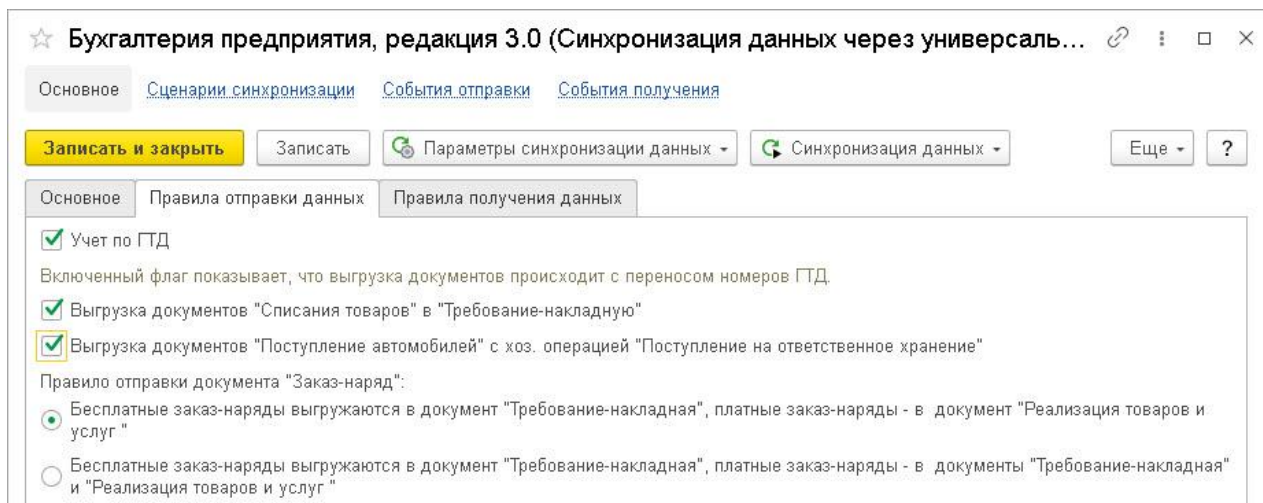 Бухгалтерия предприятия, редакция 3.0 (Синхронизация данных через универсаль...
Основное Сценарии синхронизации События отправки События получения
Записать и закрыть Записать Параметры синхронизации данных Синхронизация данных Еще ?
Основное Правила отправки данных Правила получения данных
Учет по ГТД
Включенный флаг показывает, что выгрузка документов происходит с переносом номеров ГТД.
Выгрузка документов "Списания товаров" в "Требование-накладную"
Выгрузка документов "Поступление автомобилей" с хоз. операцией "Поступление на ответственное хранение"
Правило отправки документа "Заказ-наряд":
Бесплатные заказ-наряды выгружаются в документ "Требование-накладная", платные заказ-наряды - в документ "Реализация товаров и
услуг "
Бесплатные заказ-наряды выгружаются в документ "Требование-накладная", платные заказ-наряды - в документы "Требование-накладная"
и "Реализация товаров и услуг "